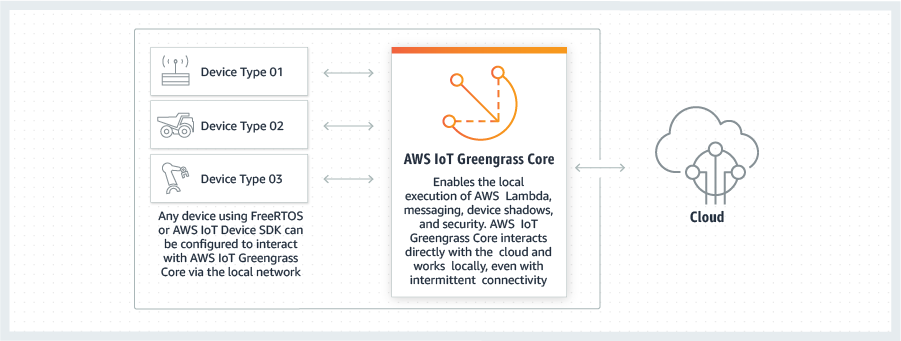 Device Type 01
Device Type 02
Device Type 03
Any device using FreeRTOS
or AWS IoT Device SDK can
be configured to interact
with AWS IoT Greengrass
Core via the local network
AWS IoT Greengrass Core
Enables the local
execution of AWS Lambda,
messaging, device shadows,
and security. AWS IoT
Greengrass Core interacts
directly with the cloud and
works locally, even with
intermittent connectivity
Cloud